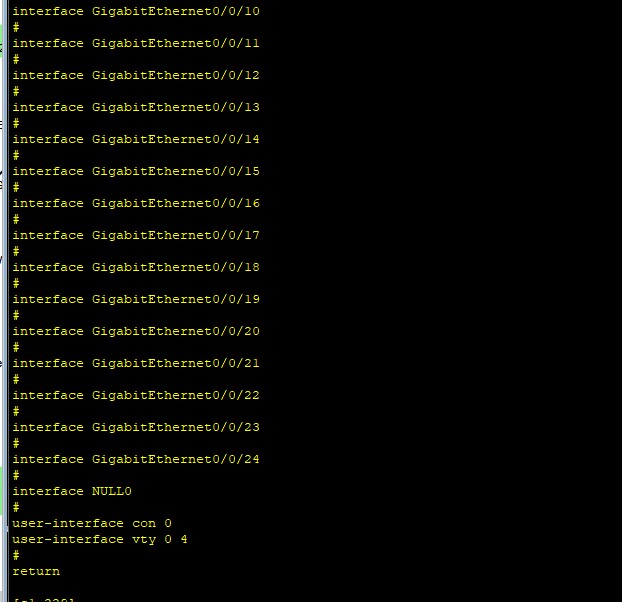 interface GigabitEthernet0/0/10
#
interface GigabitEthernet0/0/11
#
interface GigabitEthernet0/0/12
#
interface GigabitEthernet0/0/13
#
interface GigabitEthernet0/0/14
#
interface GigabitEthernet0/0/15
#
interface GigabitEthernet0/0/16
#
interface GigabitEthernet0/0/17
#
interface GigabitEthernet0/0/18
#
interface GigabitEthernet0/0/19
#
interface GigabitEthernet0/0/20
#
interface GigabitEthernet0/0/21
#
interface GigabitEthernet0/0/22
#
interface GigabitEthernet0/0/23
#
interface GigabitEthernet0/0/24
#
interface NULL0
#
user-interface con 0
user-interface vty 0 4
#
return